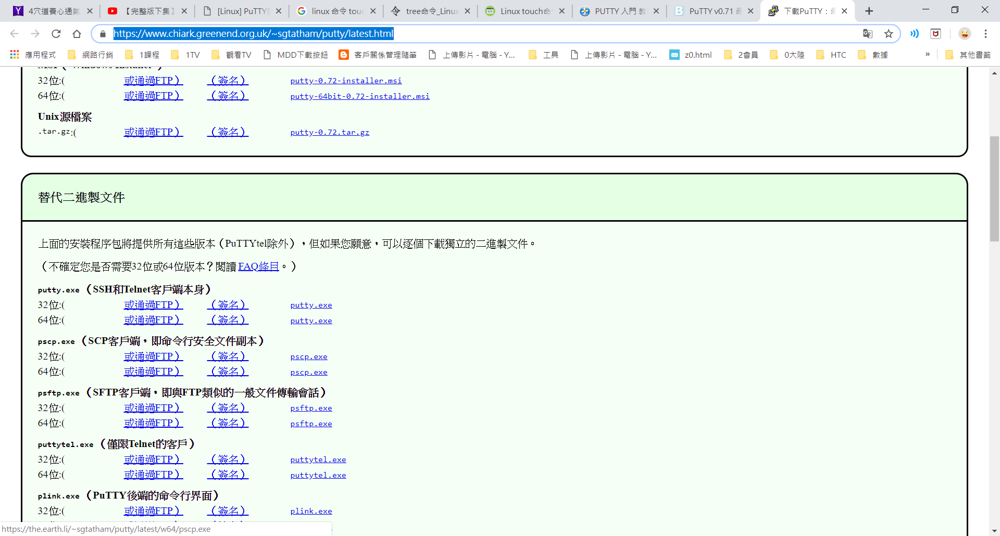 4穴道養心通氣
【完整版下集】
[Linux] PuTTY
linux 命令 touc
tree命令_Linux
Linux touch命
PUTTY 入門 教
PuTTY v0.71 最
下載PuTTY：最
https://www.chiark.greenend.org.uk/~sgtatham/putty/latest.html
應用程式 網路行銷 1課程 1TV 觀看TV MDD下載按鈕 客戶關係管理隨筆 上傳影片 - 電腦 - Y... 工具 上傳影片 - 電腦 - Y... z0.html 2會員 0大陸 HTC 數據 » 其他書籤
MSI（“Windows Installer”）
32位:( 或通過FTP） （簽名） putty-0.72-installer.msi
64位:( 或通過FTP） （簽名） putty-64bit-0.72-installer.msi
Unix源檔案
.tar.gz:( 或通過FTP） （簽名） putty-0.72.tar.gz
替代二進製文件
上面的安裝程序包將提供所有這些版本（PuTTYtel除外），但如果您願意，可以逐個下載獨立的二進製文件。
（不確定您是否需要32位或64位版本？閱讀 FAQ條目。）
putty.exe（SSH和Telnet客戶端本身）
32位:( 或通過FTP） （簽名） putty.exe
64位:( 或通過FTP） （簽名） putty.exe
pscp.exe（SCP客戶端，即命令行安全文件副本）
32位:( 或通過FTP） （簽名） pscp.exe
64位:( 或通過FTP） （簽名） pscp.exe
psftp.exe（SFTP客戶端，即與FTP類似的一般文件傳輸會話）
32位:( 或通過FTP） （簽名） psftp.exe
64位:( 或通過FTP） （簽名） psftp.exe
puttytel.exe（僅限Telnet的客戶）
32位:( 或通過FTP） （簽名） puttytel.exe
64位:( 或通過FTP） （簽名） puttytel.exe
plink.exe（PuTTY後端的命令行界面）
32位:( 或通過FTP） （簽名） plink.exe
https://the.earth.li/~sgtatham/putty/latest/w64/pscp.exe